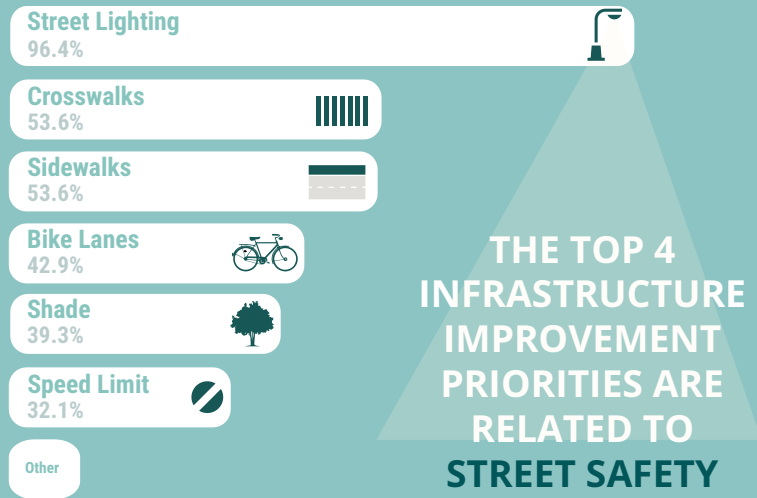 Street Lighting
96.4%
Crosswalks
53.6%
Sidewalks
53.6%
Bike Lanes
42.9%
Shade
39.3%
Speed Limit
32.1%
Other
THE TOP 4
INFRASTRUCTURE
IMPROVEMENT
PRIORITIES ARE
RELATED TO
STREET SAFETY